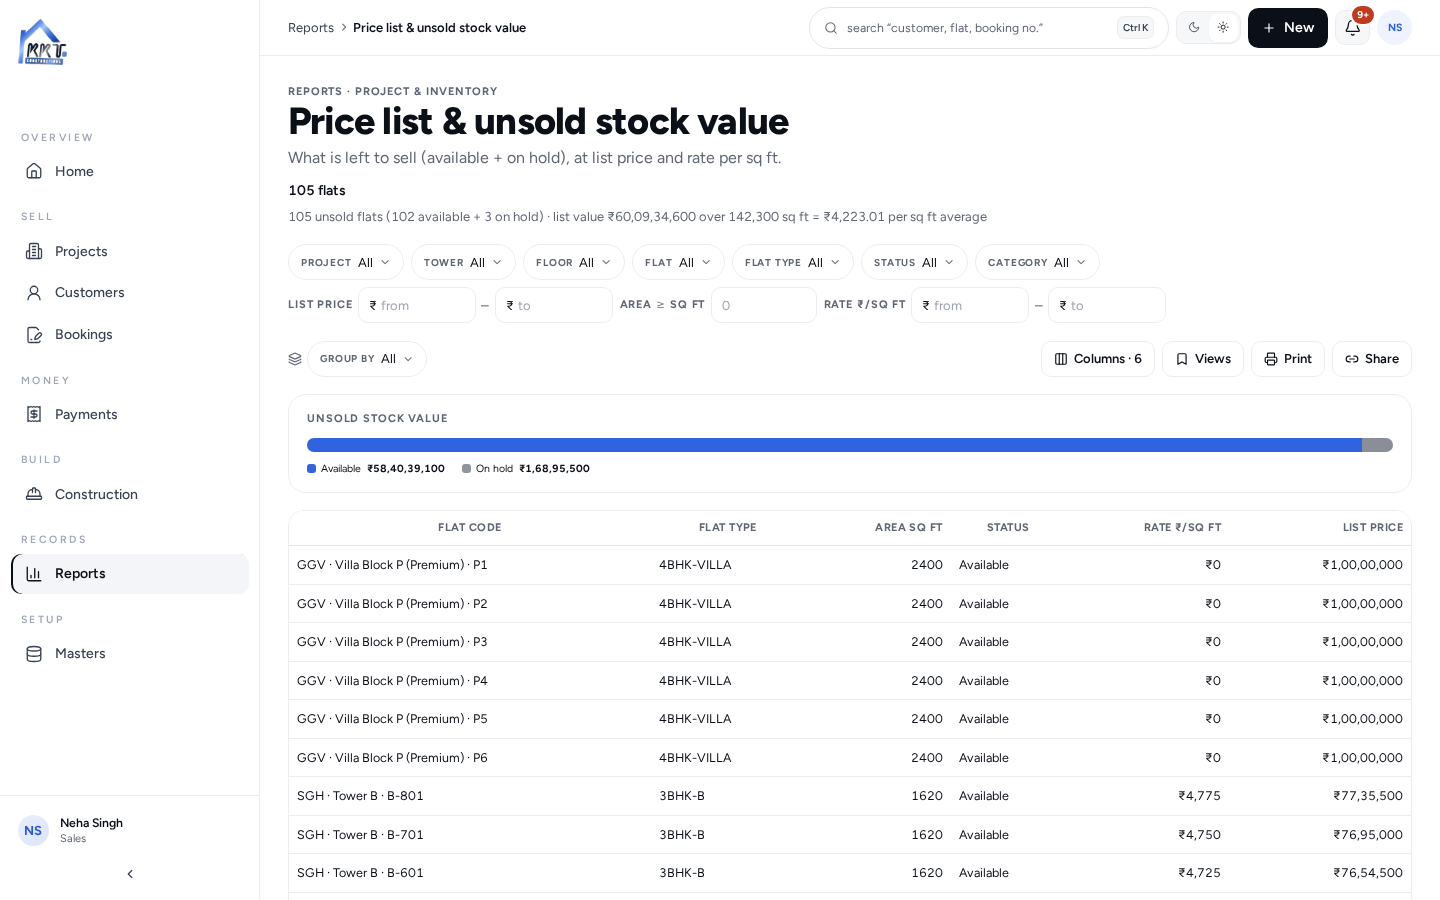 RRT
CONSTRUCTIONS
Reports > Price list & unsold stock value
search “customer, flat, booking no.”
Ctrl K
+ New
9+
NS
OVERVIEW
Home
SELL
Projects
Customers
Bookings
MONEY
Payments
BUILD
Construction
RECORDS
Reports
SETUP
Masters
NS
Neha Singh
Sales
REPORTS · PROJECT & INVENTORY
Price list & unsold stock value
What is left to sell (available + on hold), at list price and rate per sq ft.
105 flats
105 unsold flats (102 available + 3 on hold) · list value ₹60,09,34,600 over 142,300 sq ft = ₹4,223.01 per sq ft average
PROJECT All TOWER All FLOOR All FLAT All FLAT TYPE All STATUS All CATEGORY All
LIST PRICE ₹ from – ₹ to AREA ≥ SQ FT 0 RATE ₹/SQ FT ₹ from – ₹ to
GROUP BY All
Columns · 6 Views Print Share
UNSOLD STOCK VALUE
Available ₹58,40,39,100 On hold ₹1,68,95,500
FLAT CODE FLAT TYPE AREA SQ FT STATUS RATE ₹/SQ FT LIST PRICE
GGV · Villa Block P (Premium) · P1 4BHK-VILLA 2400 Available ₹0 ₹1,00,00,000
GGV · Villa Block P (Premium) · P2 4BHK-VILLA 2400 Available ₹0 ₹1,00,00,000
GGV · Villa Block P (Premium) · P3 4BHK-VILLA 2400 Available ₹0 ₹1,00,00,000
GGV · Villa Block P (Premium) · P4 4BHK-VILLA 2400 Available ₹0 ₹1,00,00,000
GGV · Villa Block P (Premium) · P5 4BHK-VILLA 2400 Available ₹0 ₹1,00,00,000
GGV · Villa Block P (Premium) · P6 4BHK-VILLA 2400 Available ₹0 ₹1,00,00,000
SGH · Tower B · B-801 3BHK-B 1620 Available ₹4,775 ₹77,35,500
SGH · Tower B · B-701 3BHK-B 1620 Available ₹4,750 ₹76,95,000
SGH · Tower B · B-601 3BHK-B 1620 Available ₹4,725 ₹76,54,500